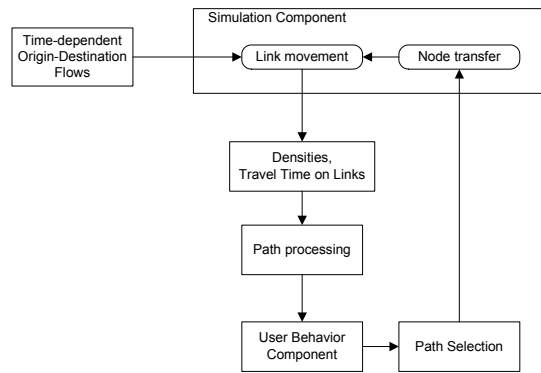 Simulation Component
Time-dependent
Origin-Destination
Flows
Link movement
Node transfer
Densities,
Travel Time on Links
Path processing
User Behavior
Component
Path Selection